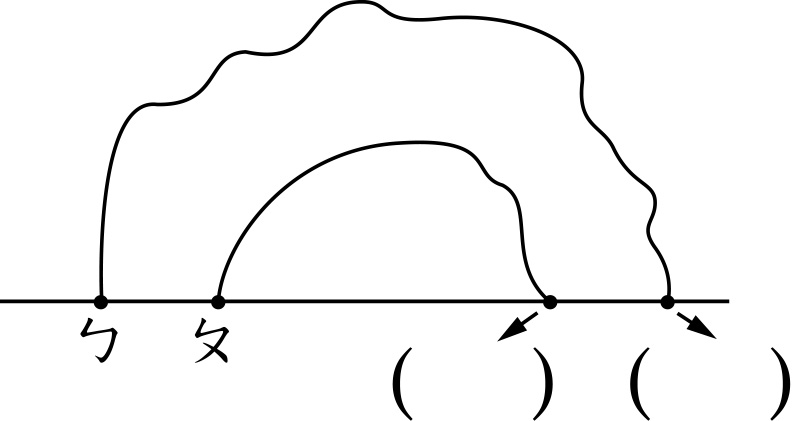 ㄅ ㄆ
( ) ( )